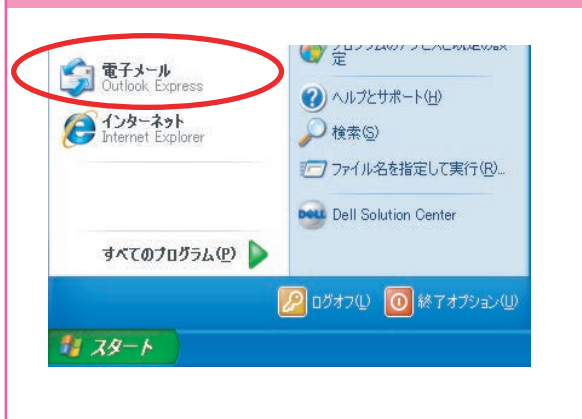 電子メール
Outlook Express
インターネット
Internet Explorer
すべてのプログラム(P)
定
ヘルプとサポート(H)
検索(S)
ファイル名を指定して実行(R)...
DELL Dell Solution Center
ログオフ(L) 終了オプション(U)
スタート